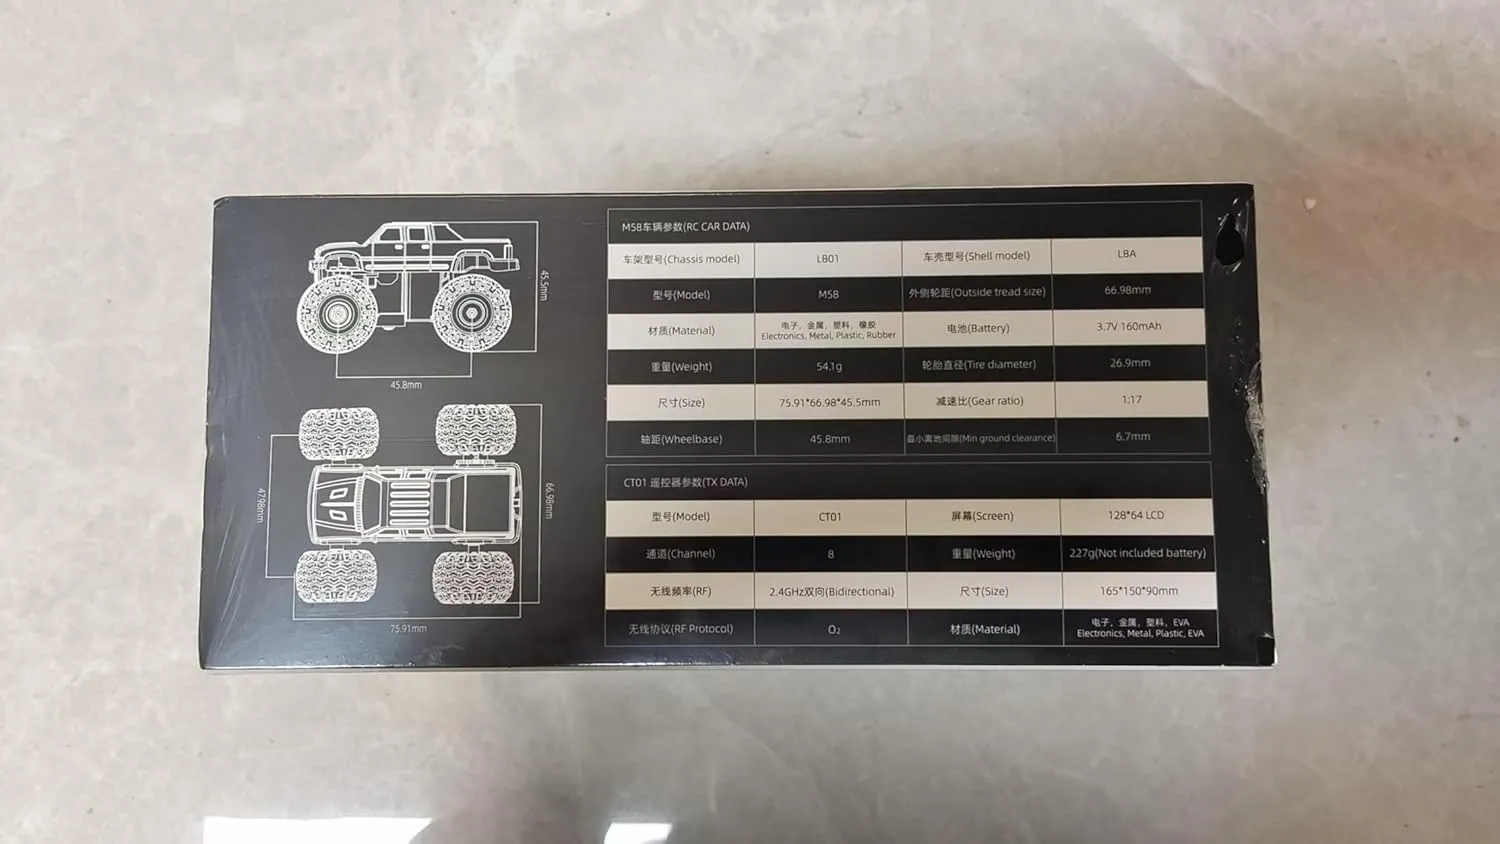 45.5mm
45.8mm
47.98mm
66.98mm
75.91mm
M58车辆参数(RC CAR DATA)
车架型号(Chassis model) LB01 车壳型号(Shell model) LBA
型号(Model) M58 外侧轮距(Outside tread size) 66.98mm
材质(Material) 电子，金属，塑料，橡胶 电池(Battery) 3.7V 160mAh
Electronics, Metal, Plastic, Rubber
重量(Weight) 54.1g 轮胎直径(Tire diameter) 26.9mm
尺寸(Size) 75.91*66.98*45.5mm 减速比(Gear ratio) 1:17
轴距(Wheelbase) 45.8mm 最小离地间隙(Min ground clearance) 6.7mm
CT01 遥控器参数(TX DATA)
型号(Model) CT01 屏幕(Screen) 128*64 LCD
通道(Channel) 8 重量(Weight) 227g(Not included battery)
无线频率(RF) 2.4GHz双向(Bidirectional) 尺寸(Size) 165*150*90mm
无线协议(RF Protocol) O₂ 材质(Material) 电子，金属，塑料，EVA
Electronics, Metal, Plastic, EVA